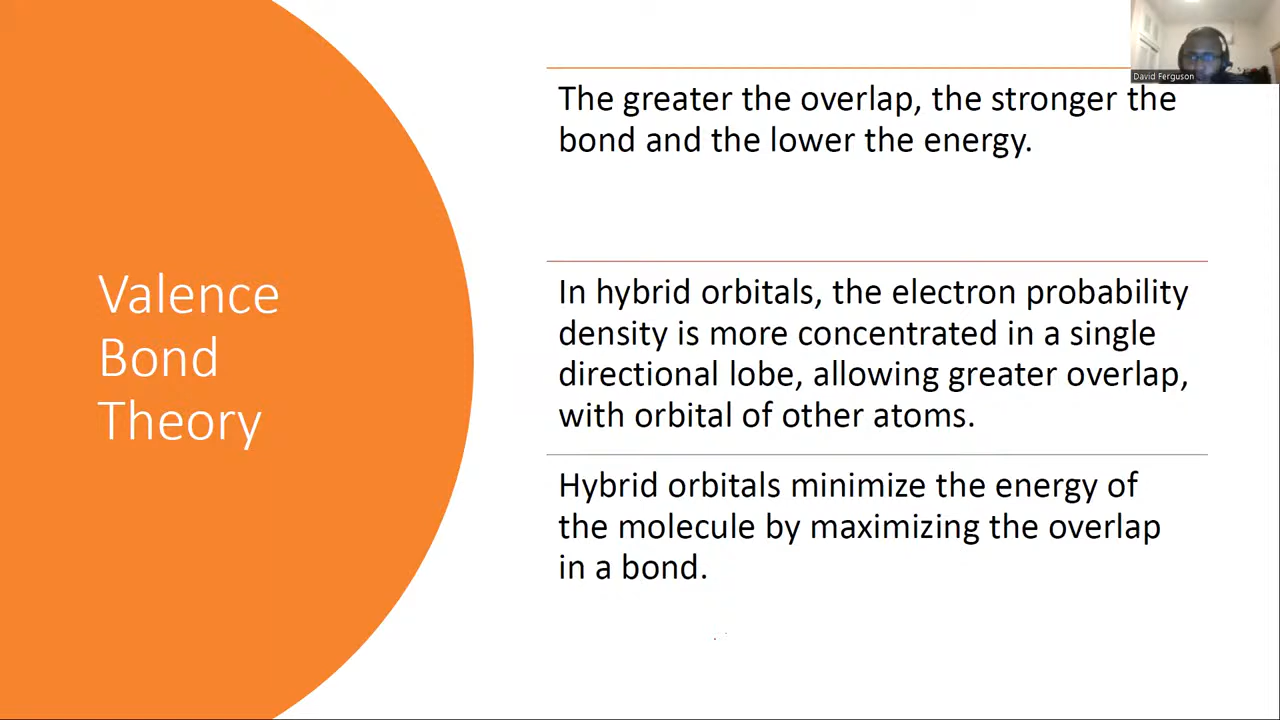 David Ferguson
The greater the overlap, the stronger the
bond and the lower the energy.
Valence
Bond
Theory
In hybrid orbitals, the electron probability
density is more concentrated in a single
directional lobe, allowing greater overlap,
with orbital of other atoms.
Hybrid orbitals minimize the energy of
the molecule by maximizing the overlap
in a bond.